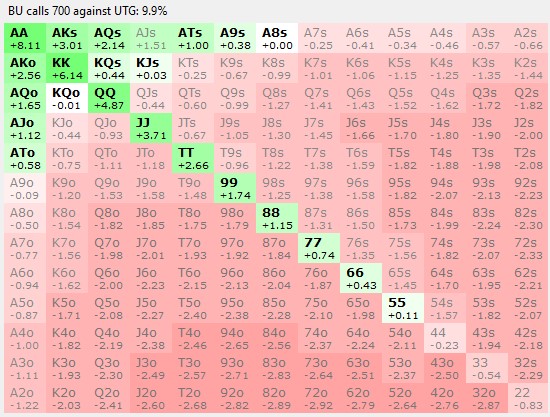 BU calls 700 against UTG: 9.9%
AA AKs AQs AJs ATs A9s A8s A7s A6s A5s A4s A3s A2s
+8.11 +3.01 +2.14 +1.51 +1.00 +0.38 +0.00 -0.25 -0.41 -0.34 -0.46 -0.57 -0.66
AKo KK KQs KJs KTs K9s K8s K7s K6s K5s K4s K3s K2s
+2.56 +6.14 +0.44 +0.03 -0.25 -0.67 -0.99 -1.01 -1.06 -1.15 -1.25 -1.35 -1.44
AQo KQo QQ QJs QTs Q9s Q8s Q7s Q6s Q5s Q4s Q3s Q2s
+1.65 -0.01 +4.87 -0.44 -0.60 -0.99 -1.27 -1.41 -1.43 -1.52 -1.62 -1.72 -1.82
AJo KJo QJo JJ JTs J9s J8s J7s J6s J5s J4s J3s J2s
+1.12 -0.44 -0.93 +3.71 -0.67 -1.05 -1.30 -1.45 -1.66 -1.70 -1.80 -1.90 -2.00
ATo KTo QTo JTo TT T9s T8s T7s T6s T5s T4s T3s T2s
+0.58 -0.75 -1.11 -1.18 +2.66 -0.96 -1.22 -1.38 -1.59 -1.82 -1.88 -1.98 -2.08
A9o K9o Q9o J9o T9o 99 98s 97s 96s 95s 94s 93s 92s
-0.09 -1.20 -1.53 -1.58 -1.48 +1.74 -1.25 -1.38 -1.58 -1.82 -2.07 -2.13 -2.23
A8o K8o Q8o J8o T8o 98o 88 87s 86s 85s 84s 83s 82s
-0.50 -1.54 -1.82 -1.85 -1.75 -1.79 +1.15 -1.31 -1.50 -1.73 -1.99 -2.24 -2.30
A7o K7o Q7o J7o T7o 97o 87o 77 76s 75s 74s 73s 72s
-0.77 -1.56 -1.98 -2.01 -1.93 -1.92 -1.84 +0.74 -1.35 -1.56 -1.82 -2.07 -2.33
A6o K6o Q6o J6o T6o 96o 86o 76o 66 65s 64s 63s 62s
-0.94 -1.62 -2.00 -2.23 -2.15 -2.13 -2.04 -1.87 +0.43 -1.45 -1.70 -1.95 -2.21
A5o K5o Q5o J5o T5o 95o 85o 75o 65o 55 54s 53s 52s
-0.87 -1.71 -2.08 -2.27 -2.40 -2.38 -2.28 -2.10 -1.98 +0.11 -1.57 -1.82 -2.07
A4o K4o Q4o J4o T4o 94o 84o 74o 64o 54o 44 43s 42s
-1.00 -1.82 -2.19 -2.38 -2.46 -2.65 -2.56 -2.37 -2.24 -2.11 -0.23 -1.94 -2.18
A3o K3o Q3o J3o T3o 93o 83o 73o 63o 53o 43o 33 32s
-1.11 -1.93 -2.30 -2.49 -2.57 -2.71 -2.83 -2.64 -2.51 -2.37 -2.50 -0.54 -2.29
A2o K2o Q2o J2o T2o 92o 82o 72o 62o 52o 42o 32o 22
-1.22 -2.03 -2.41 -2.60 -2.68 -2.82 -2.89 -2.92 -2.79 -2.64 -2.76 -2.87 -0.83